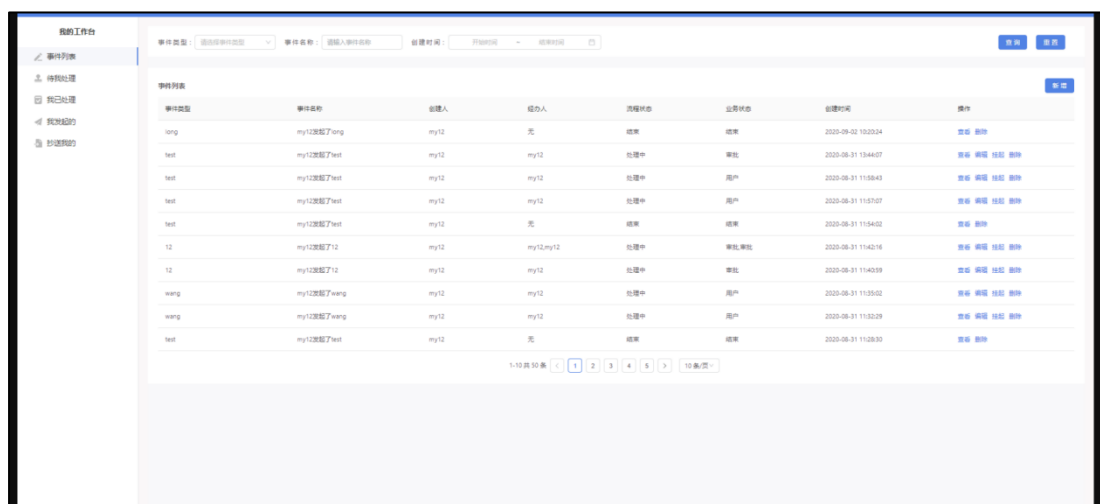 我的工作台
事件列表
待我处理
我已处理
我发起的
抄送我的
事件类型： 请选择事件类型 事件名称： 请输入事件名称 创建时间： 开始时间 ~ 结束时间 查询 重置
事件列表 新增
事件类型 事件名称 创建人 经办人 流程状态 业务状态 创建时间 操作
long my12发起了long my12 无 结束 结束 2020-09-02 10:20:24 查看 删除
test my12发起了test my12 my12 处理中 审批 2020-08-31 13:44:07 查看 编辑 挂起 删除
test my12发起了test my12 my12 处理中 用户 2020-08-31 11:58:43 查看 编辑 挂起 删除
test my12发起了test my12 my12 处理中 用户 2020-08-31 11:57:07 查看 编辑 挂起 删除
test my12发起了test my12 无 结束 结束 2020-08-31 11:54:02 查看 删除
12 my12发起了12 my12 my12,my12 处理中 审批,审批 2020-08-31 11:42:16 查看 编辑 挂起 删除
12 my12发起了12 my12 my12 处理中 审批 2020-08-31 11:40:59 查看 编辑 挂起 删除
wang my12发起了wang my12 my12 处理中 用户 2020-08-31 11:35:02 查看 编辑 挂起 删除
wang my12发起了wang my12 my12 处理中 用户 2020-08-31 11:32:29 查看 编辑 挂起 删除
test my12发起了test my12 无 结束 结束 2020-08-31 11:28:30 查看 删除
1-10 共 50 条 < 1 2 3 4 5 > 10 条/页